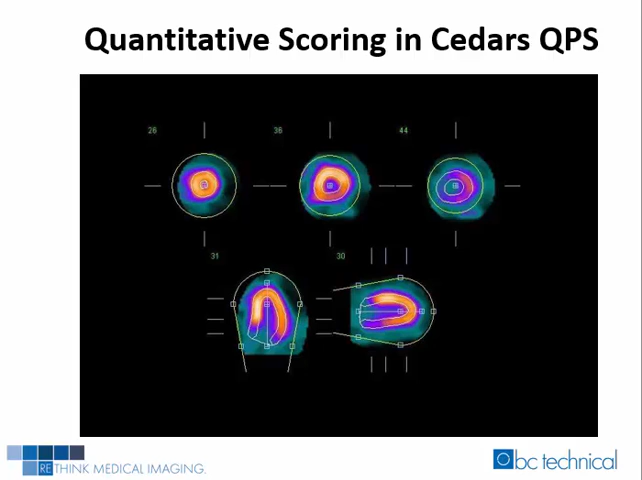 Quantitative Scoring in Cedars QPS
26
36
44
31
30
RETHINK MEDICAL IMAGING.
bc technical